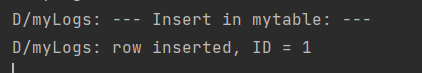 D/myLogs: --- Insert in mytable: ---
D/myLogs: row inserted, ID = 1